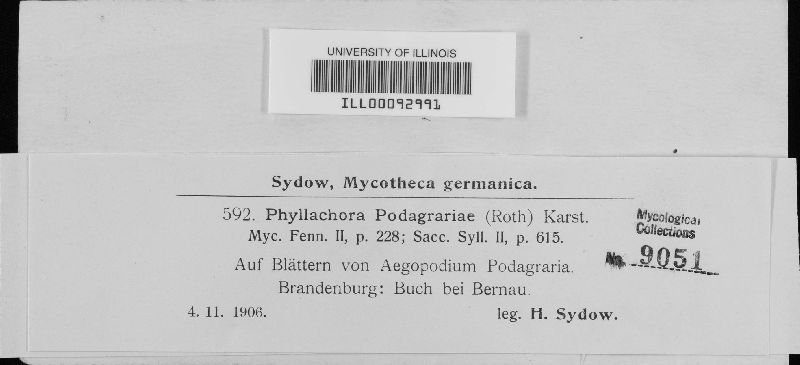 UNIVERSITY OF ILLINOIS
ILL00092991
Sydow, Mycotheca germanica.
592. Phyllachora Podagrariae (Roth) Karst.
Myc. Fenn. II, p. 228; Sacc. Syll. II, p. 615.
Auf Blättern von Aegopodium Podagraria.
Brandenburg: Buch bei Bernau.
4. 11. 1906. leg. H. Sydow.
Mycological
Collections
No. 9051